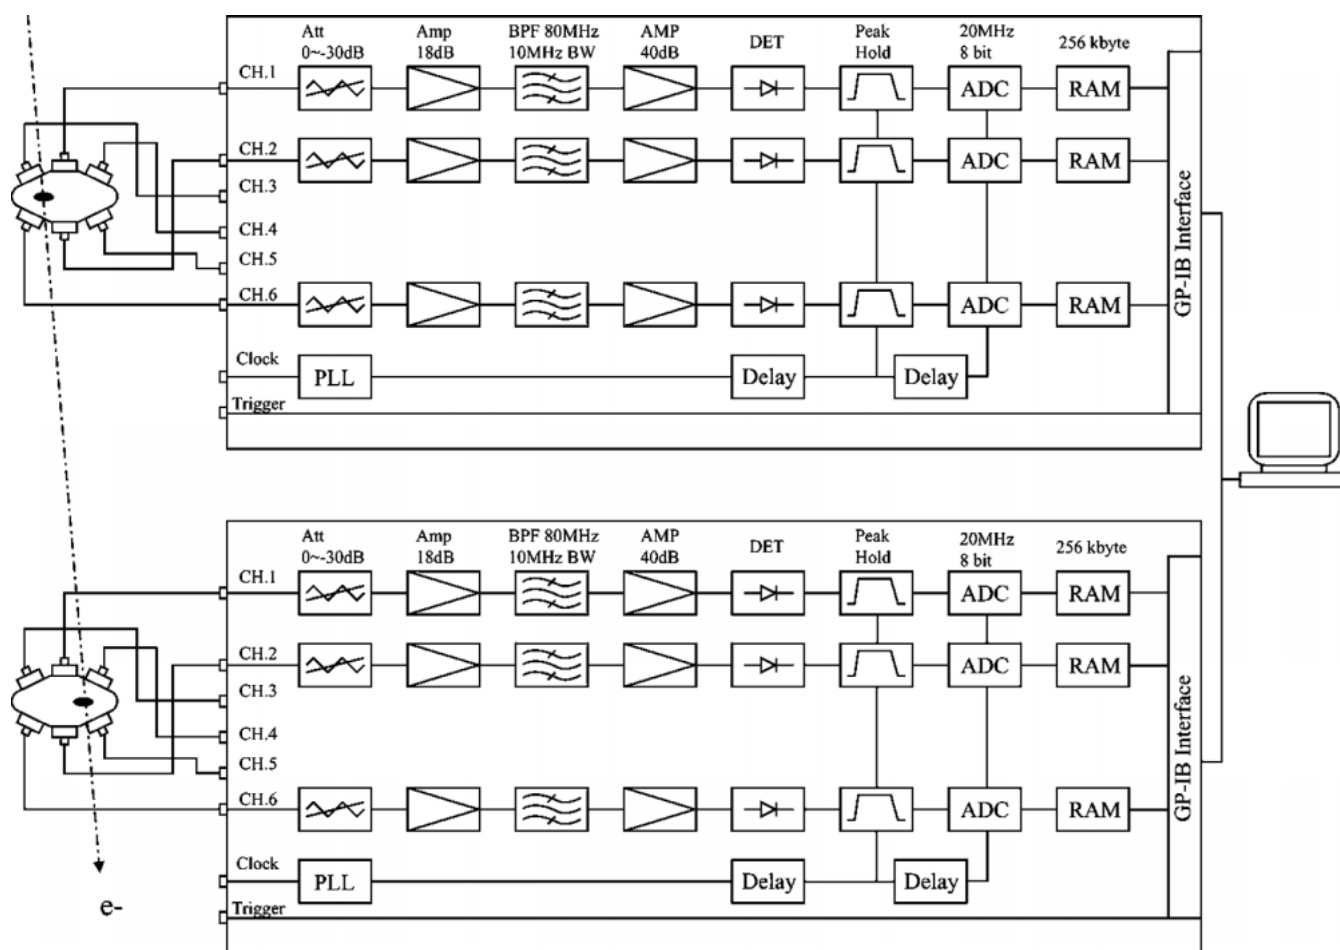 Att Amp BPF 80MHz AMP DET Peak 20MHz 256 kbyte
0~-30dB 18dB 10MHz BW 40dB Hold 8 bit
CH.1 ADC RAM
CH.2 ADC RAM
CH.3
CH.4
CH.5
CH.6 ADC RAM
GP-IB Interface
Clock PLL Delay Delay
Trigger
Att Amp BPF 80MHz AMP DET Peak 20MHz 256 kbyte
0~-30dB 18dB 10MHz BW 40dB Hold 8 bit
CH.1 ADC RAM
CH.2 ADC RAM
CH.3
CH.4
CH.5
CH.6 ADC RAM
GP-IB Interface
Clock PLL Delay Delay
Trigger
e-